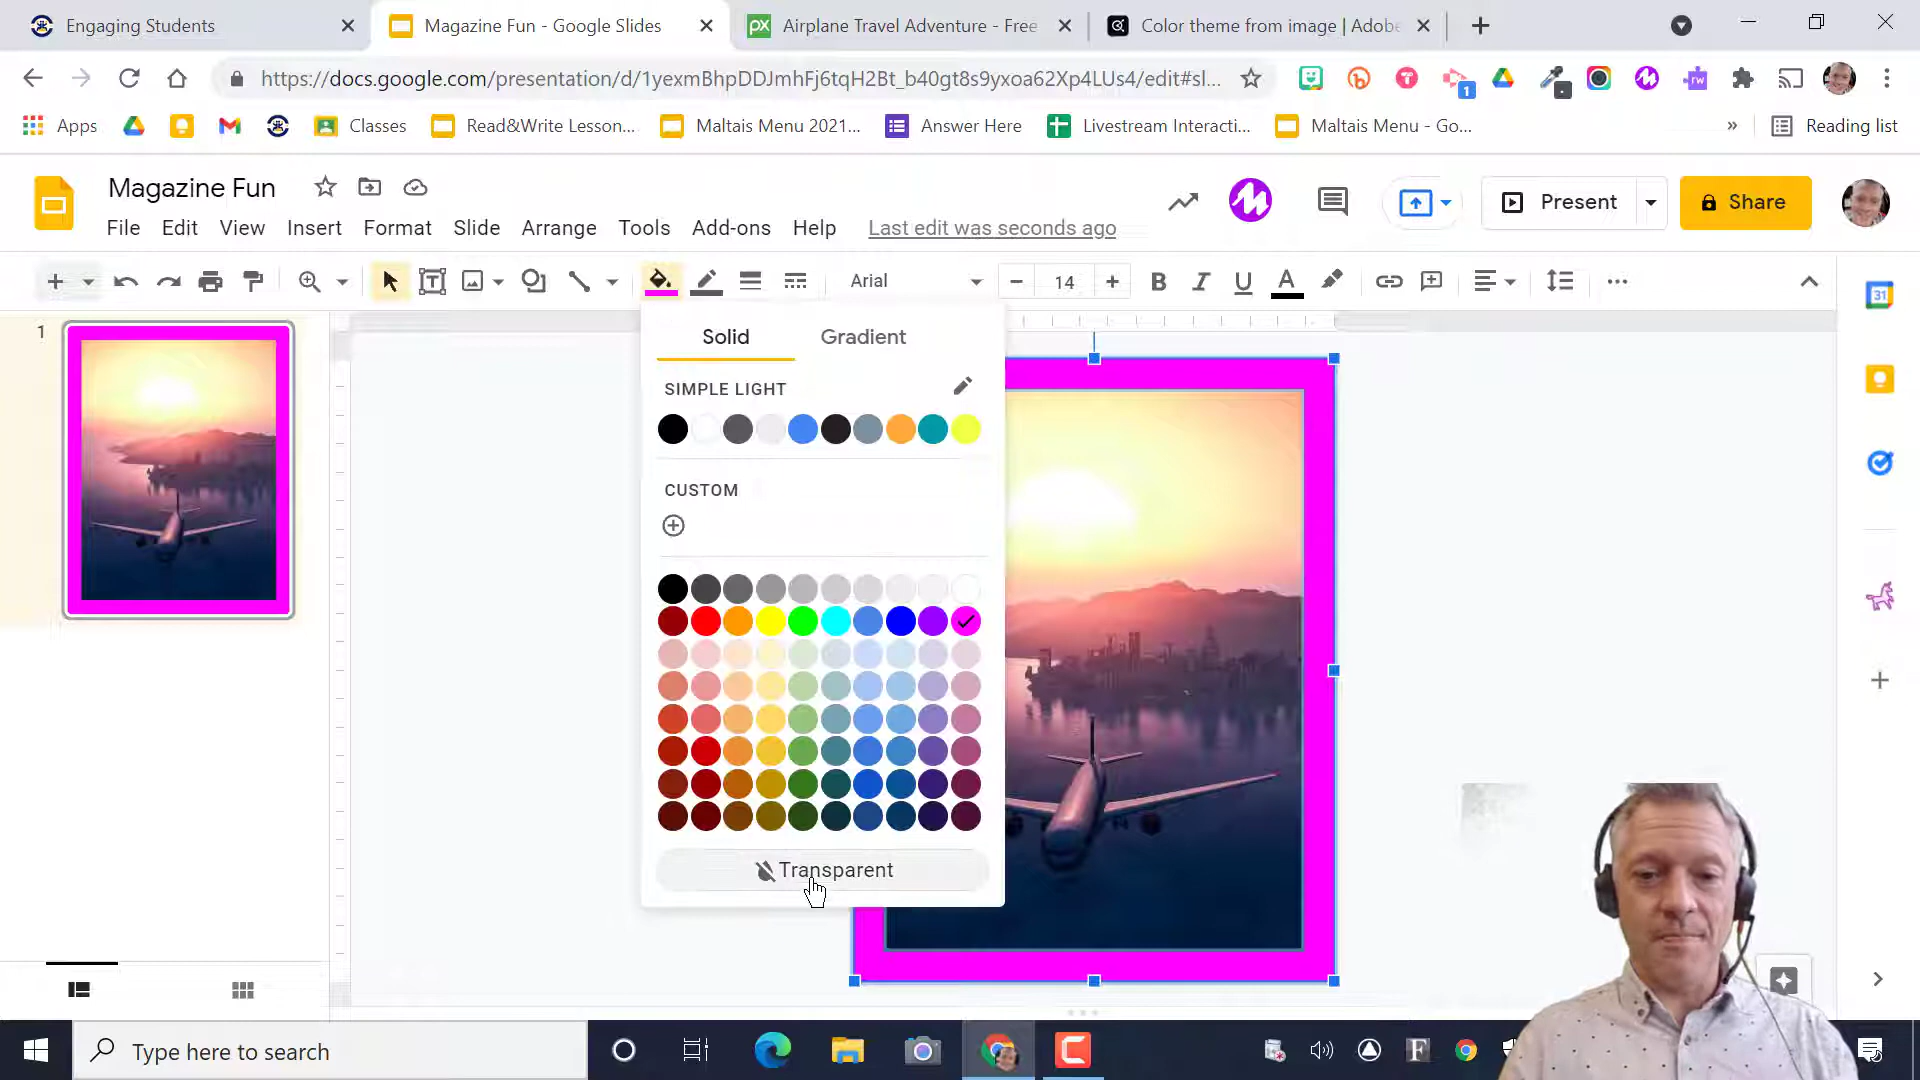 Engaging Students
Magazine Fun - Google Slides
Airplane Travel Adventure - Free
Color theme from image | Adobe
https://docs.google.com/presentation/d/1yexmBhpDDJmhFj6tqH2Bt_b40gt8s9yxoa62Xp4LUs4/edit#sl...
1
rw
Apps
Classes
Read&Write Lesson...
Maltais Menu 2021...
Answer Here
Livestream Interacti...
Maltais Menu - Go...
»
Reading list
Magazine Fun
Present
Share
File Edit View Insert Format Slide Arrange Tools Add-ons Help Last edit was seconds ago
Arial
14
B I U A
31
1
Solid
Gradient
SIMPLE LIGHT
CUSTOM
Transparent
Type here to search